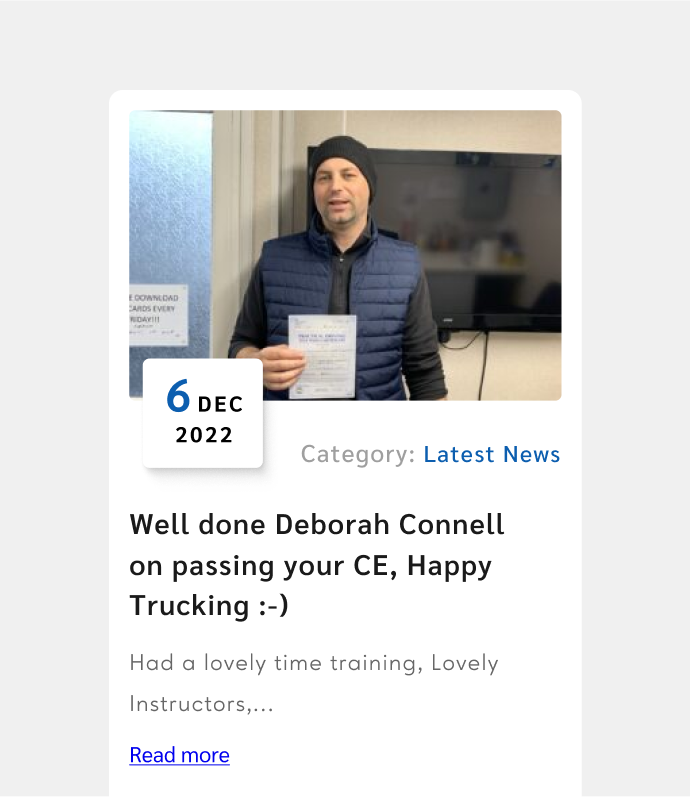 E DOWNLOAD
CARDS EVERY
RIDAY!!!
6 DEC
2022
Category: Latest News
Well done Deborah Connell
on passing your CE, Happy
Trucking :-)
Had a lovely time training, Lovely
Instructors,...
Read more